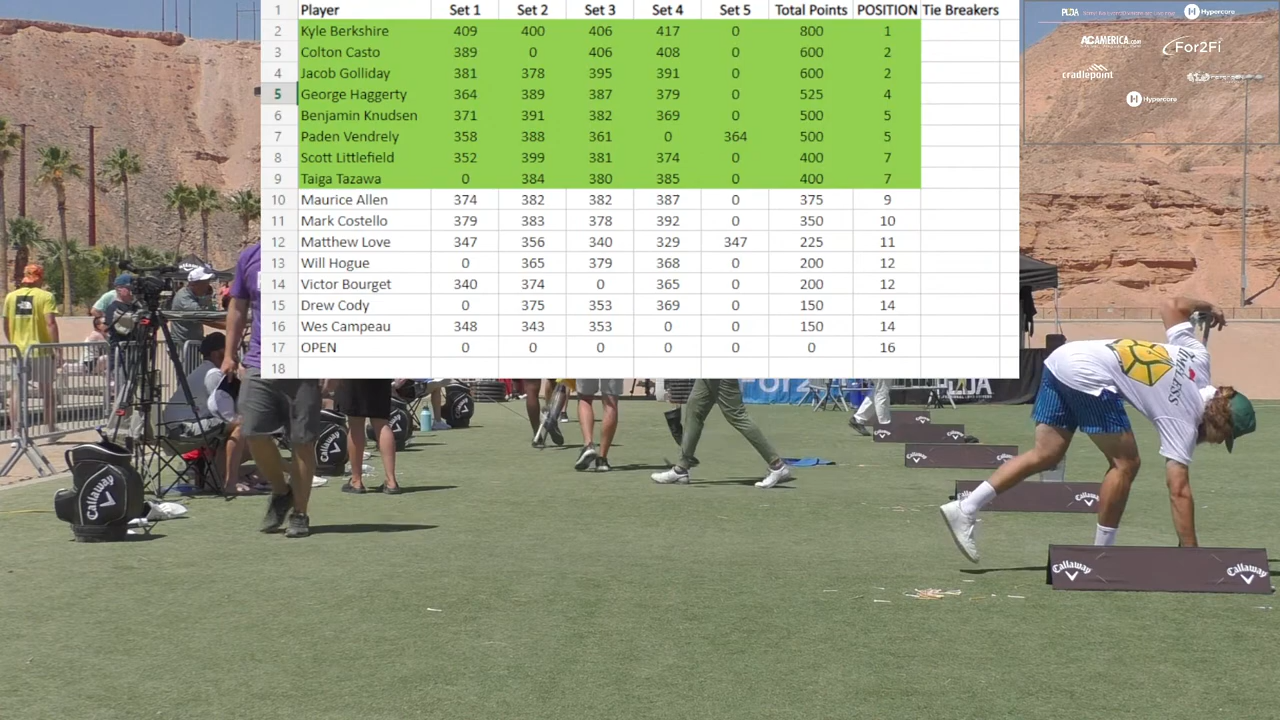 1 Player Set 1 Set 2 Set 3 Set 4 Set 5 Total Points POSITION Tie Breakers
2 Kyle Berkshire 409 400 406 417 0 800 1
3 Colton Casto 389 0 406 408 0 600 2
4 Jacob Golliday 381 378 395 391 0 600 2
5 George Haggerty 364 389 387 379 0 525 4
6 Benjamin Knudsen 371 391 382 369 0 500 5
7 Paden Vendrely 358 388 361 0 364 500 5
8 Scott Littlefield 352 399 381 374 0 400 7
9 Taiga Tazawa 0 384 380 385 0 400 7
10 Maurice Allen 374 382 382 387 0 375 9
11 Mark Costello 379 383 378 392 0 350 10
12 Matthew Love 347 356 340 329 347 225 11
13 Will Hogue 0 365 379 368 0 200 12
14 Victor Bourget 340 374 0 365 0 200 12
15 Drew Cody 0 375 353 369 0 150 14
16 Wes Campeau 348 343 353 0 0 150 14
17 OPEN 0 0 0 0 0 0 16
18
Hypercore
ACAMERICA.com
For2Fi
cradlepoint
Hypercore
Callaway
Callaway
Callaway
Callaway
Callaway